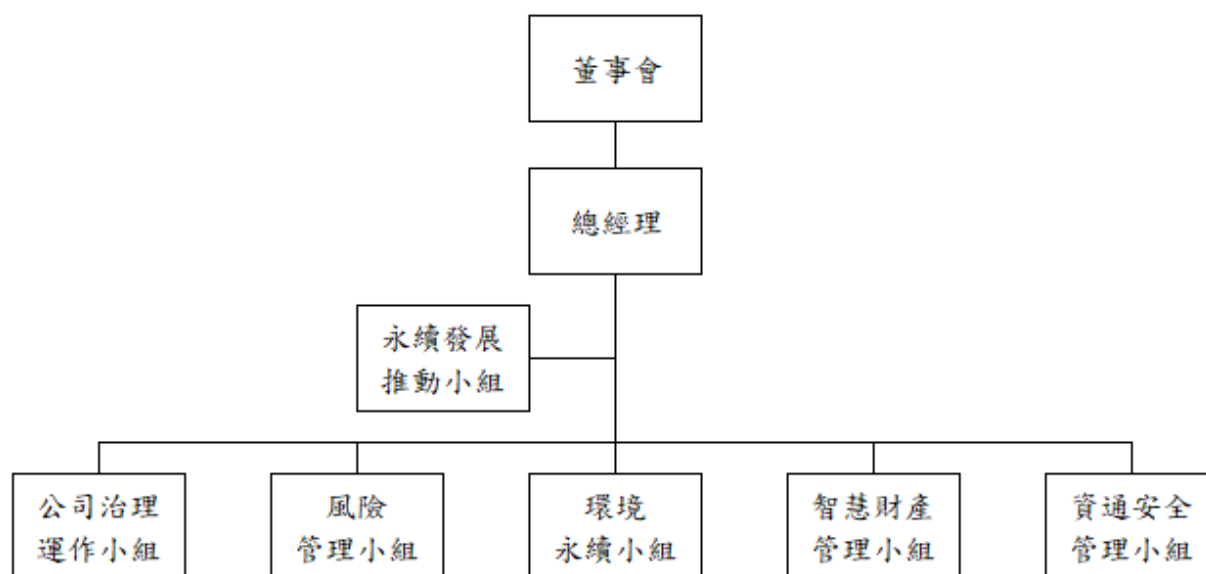 董事會
總經理
永續發展
推動小組
公司治理
運作小組
風險
管理小組
環境
永續小組
智慧財產
管理小組
資通安全
管理小組